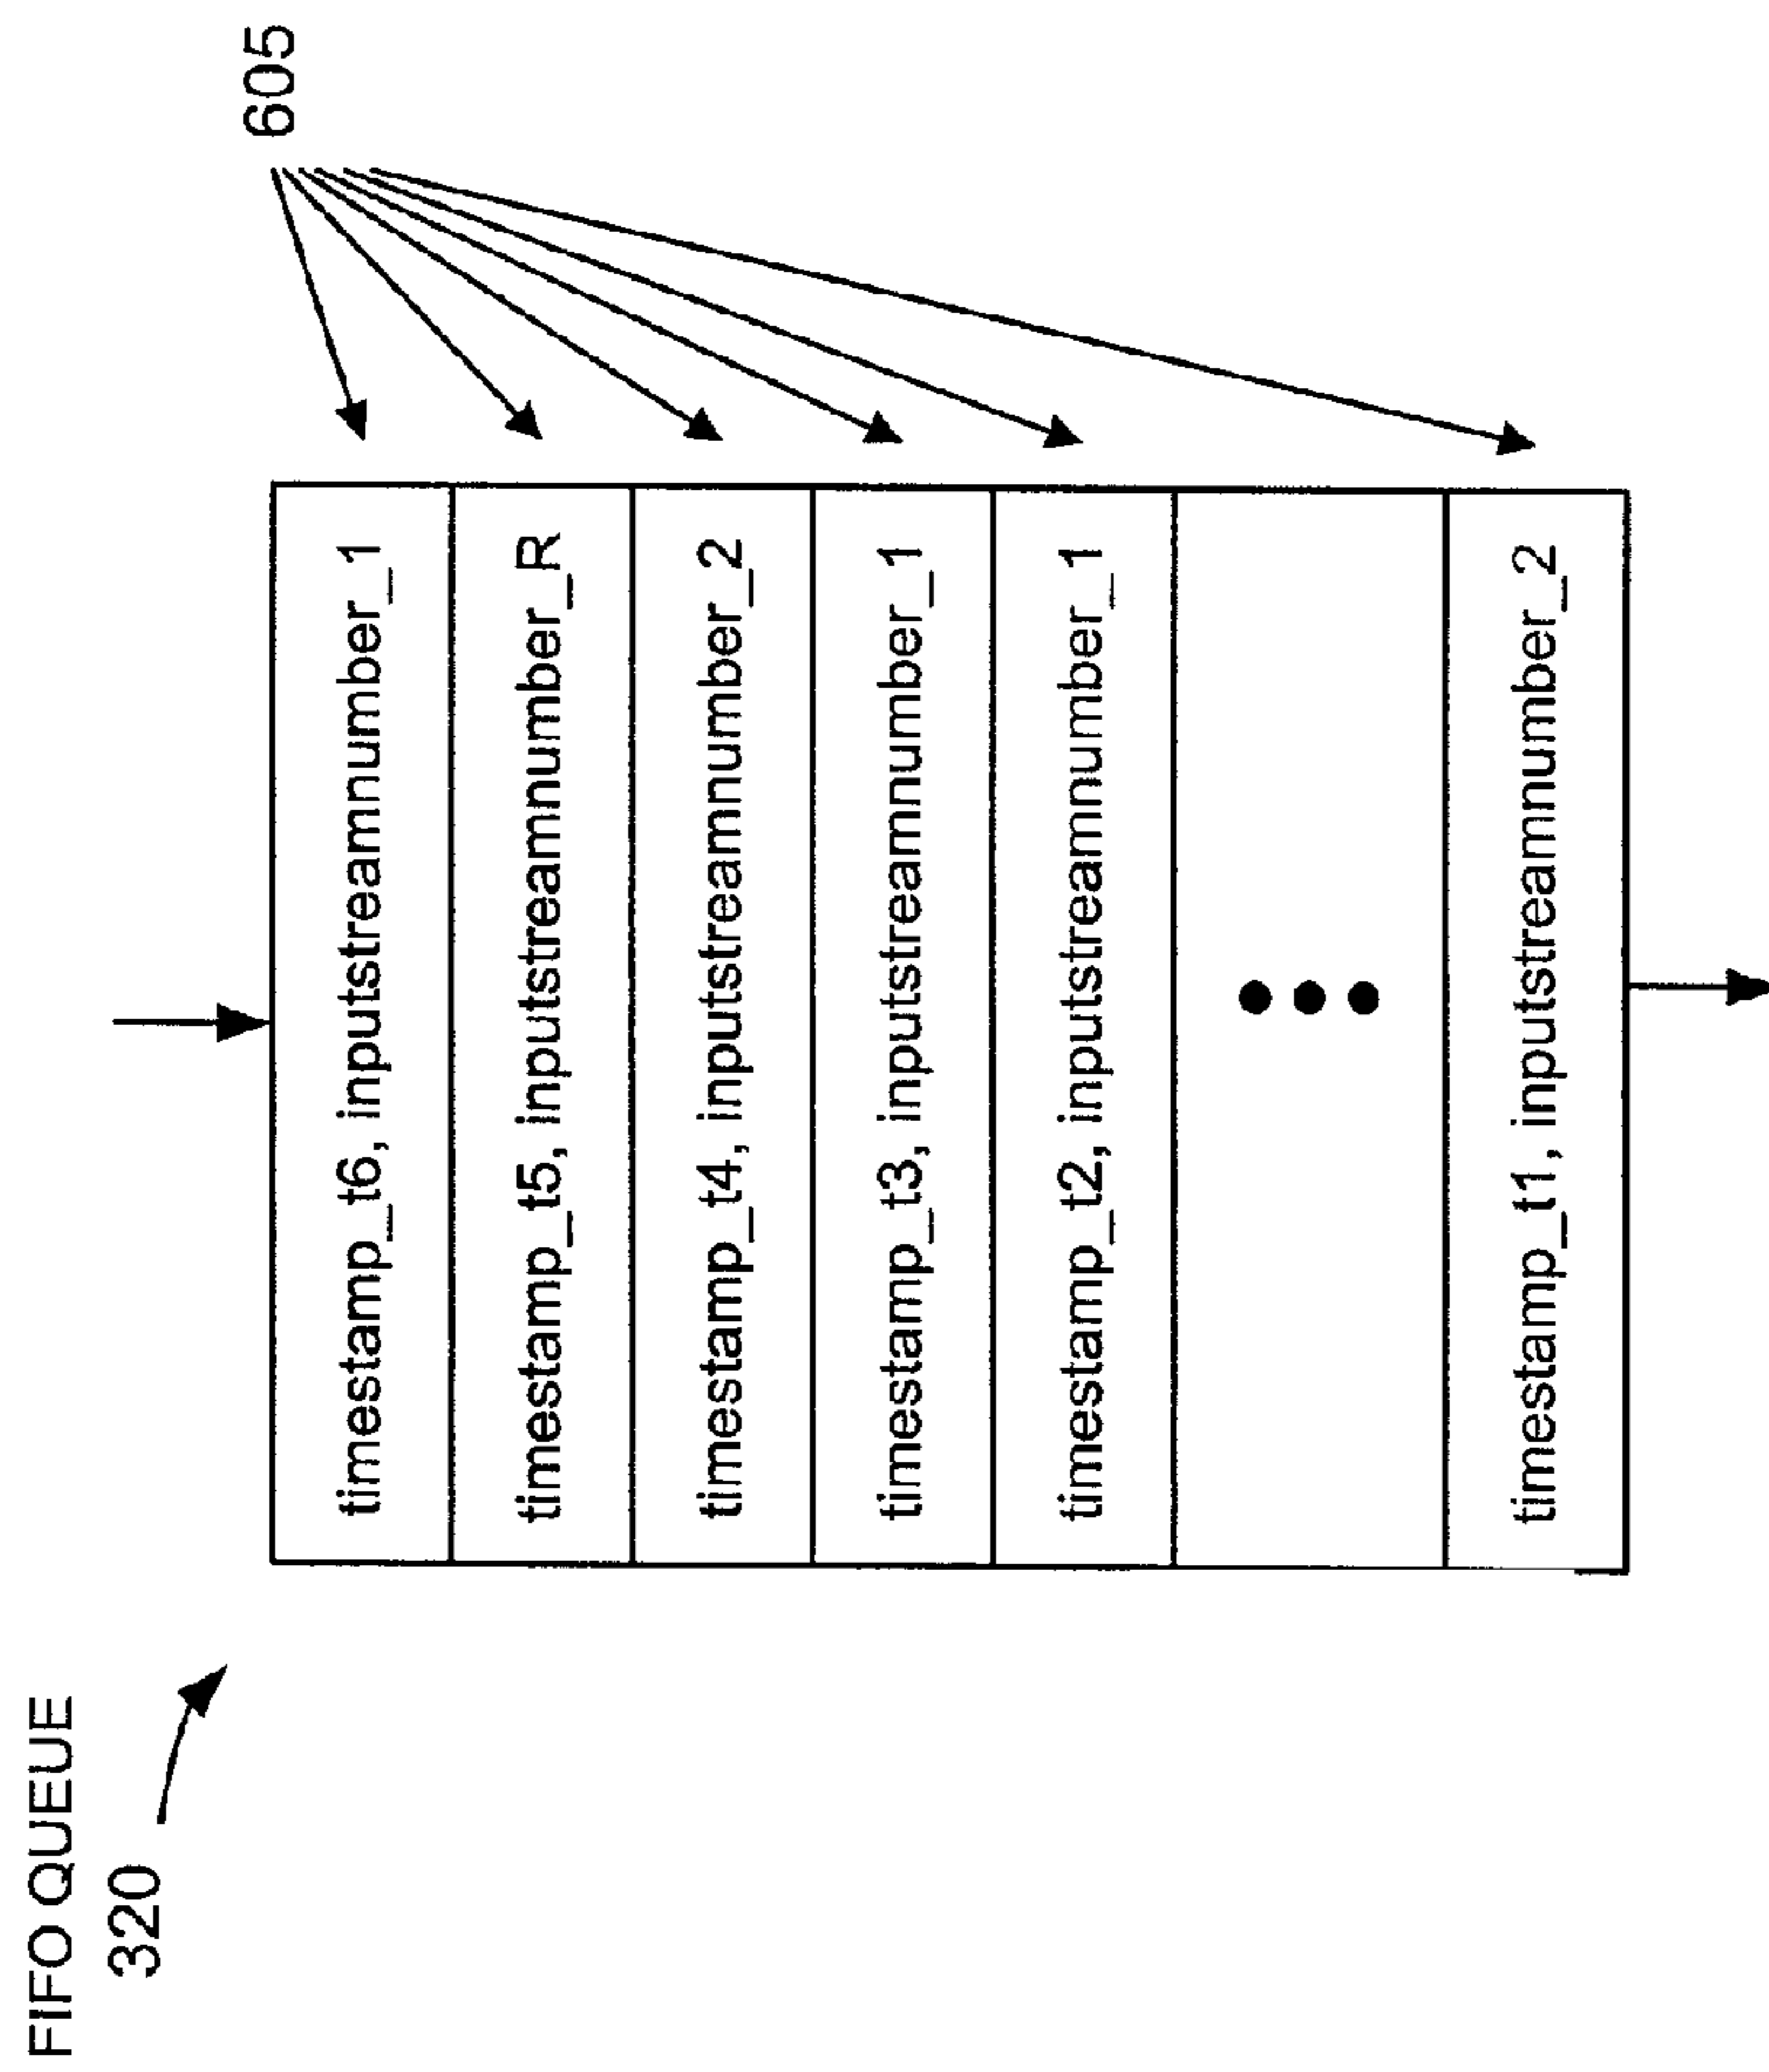 FIFO QUEUE
320
605
timestamp_t6, inputstreamnumber_1
timestamp_t5, inputstreamnumber_R
timestamp_t4, inputstreamnumber_2
timestamp_t3, inputstreamnumber_1
timestamp_t2, inputstreamnumber_1
timestamp_t1, inputstreamnumber_2